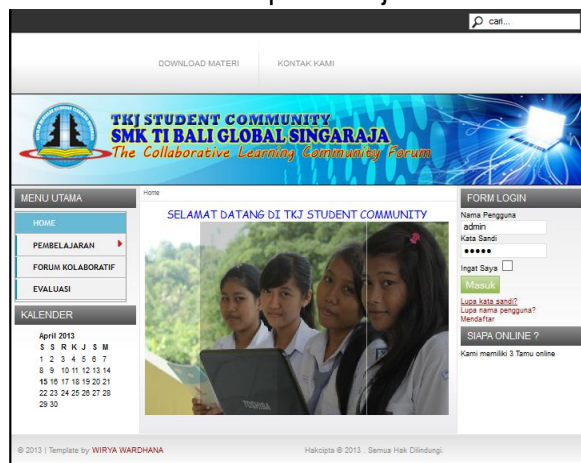 cari...
DOWNLOAD MATERI
KONTAK KAMI
TKJ STUDENT COMMUNITY
SMK TI BALI GLOBAL SINGARAJA
The Collaborative Learning Community Forum
MENU UTAMA
HOME
PEMBELAJARAN
FORUM KOLABORATIF
EVALUASI
KALENDER
April 2013
S S R K J S M
1 2 3 4 5 6 7
8 9 10 11 12 13 14
15 16 17 18 19 20 21
22 23 24 25 26 27 28
29 30
Home
SELAMAT DATANG DI TKJ STUDENT COMMUNITY
TOSHIBA
FORM LOGIN
Nama Pengguna
admin
Kata Sandi
●●●●●
Ingat Saya
Masuk
Lupa kata sandi?
Lupa nama pengguna?
Mendaftar
SIAPA ONLINE ?
Kami memiliki 3 Tamu online
© 2013 | Template by WIRYA WARDHANA
Hakcipta © 2013 . Semua Hak Dilindungi.